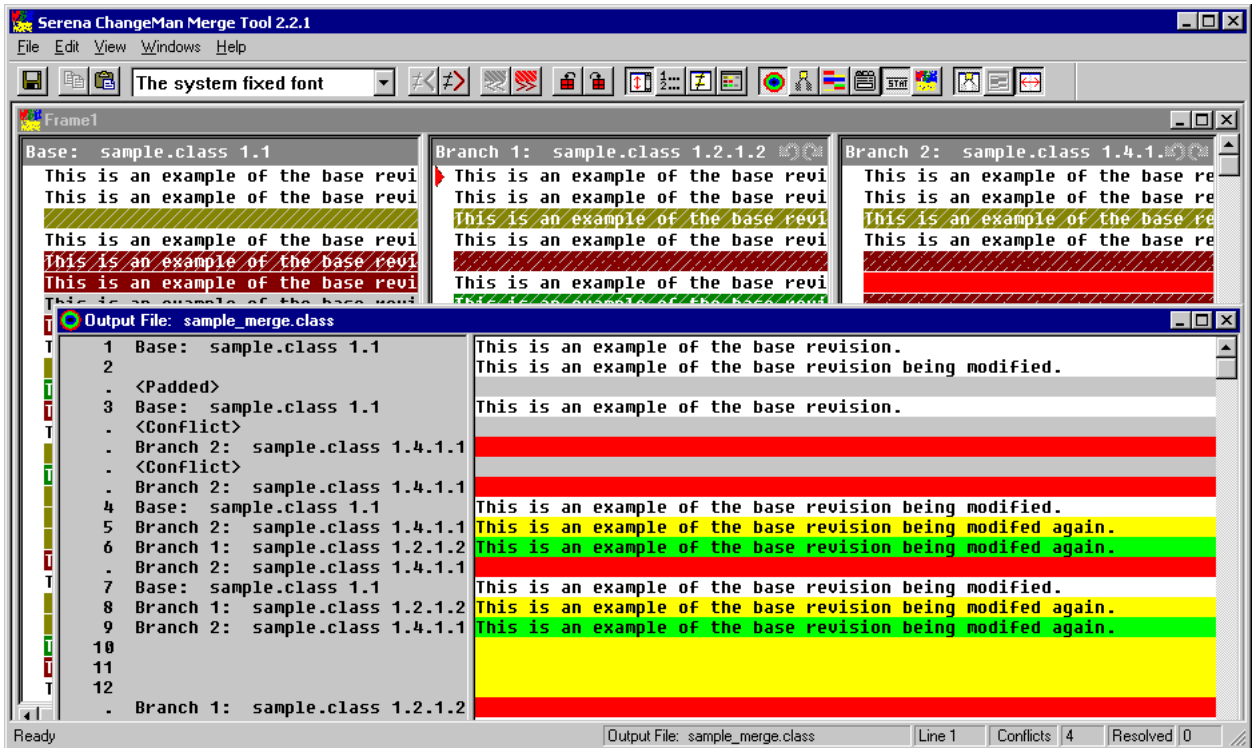 Serena ChangeMan Merge Tool 2.2.1
File Edit View Windows Help
The system fixed font
STAT
Frame1
Base: sample.class 1.1
This is an example of the base revi
This is an example of the base revi
This is an example of the base revi
This is an example of the base revi
This is an example of the base revi
Branch 1: sample.class 1.2.1.2
This is an example of the base revi
This is an example of the base revi
This is an example of the base revi
This is an example of the base revi
This is an example of the base revi
Branch 2: sample.class 1.4.1.
This is an example of the base re
This is an example of the base re
This is an example of the base re
This is an example of the base re
Output File: sample_merge.class
1 Base: sample.class 1.1 This is an example of the base revision.
2 This is an example of the base revision being modified.
. <Padded>
3 Base: sample.class 1.1 This is an example of the base revision.
. <Conflict>
. Branch 2: sample.class 1.4.1.1
. <Conflict>
. Branch 2: sample.class 1.4.1.1
4 Base: sample.class 1.1 This is an example of the base revision being modified.
5 Branch 2: sample.class 1.4.1.1 This is an example of the base revision being modifed again.
6 Branch 1: sample.class 1.2.1.2 This is an example of the base revision being modifed again.
. Branch 2: sample.class 1.4.1.1
7 Base: sample.class 1.1 This is an example of the base revision being modified.
8 Branch 1: sample.class 1.2.1.2 This is an example of the base revision being modifed again.
9 Branch 2: sample.class 1.4.1.1 This is an example of the base revision being modifed again.
10
11
12
. Branch 1: sample.class 1.2.1.2
Ready Output File: sample_merge.class Line 1 Conflicts 4 Resolved 0